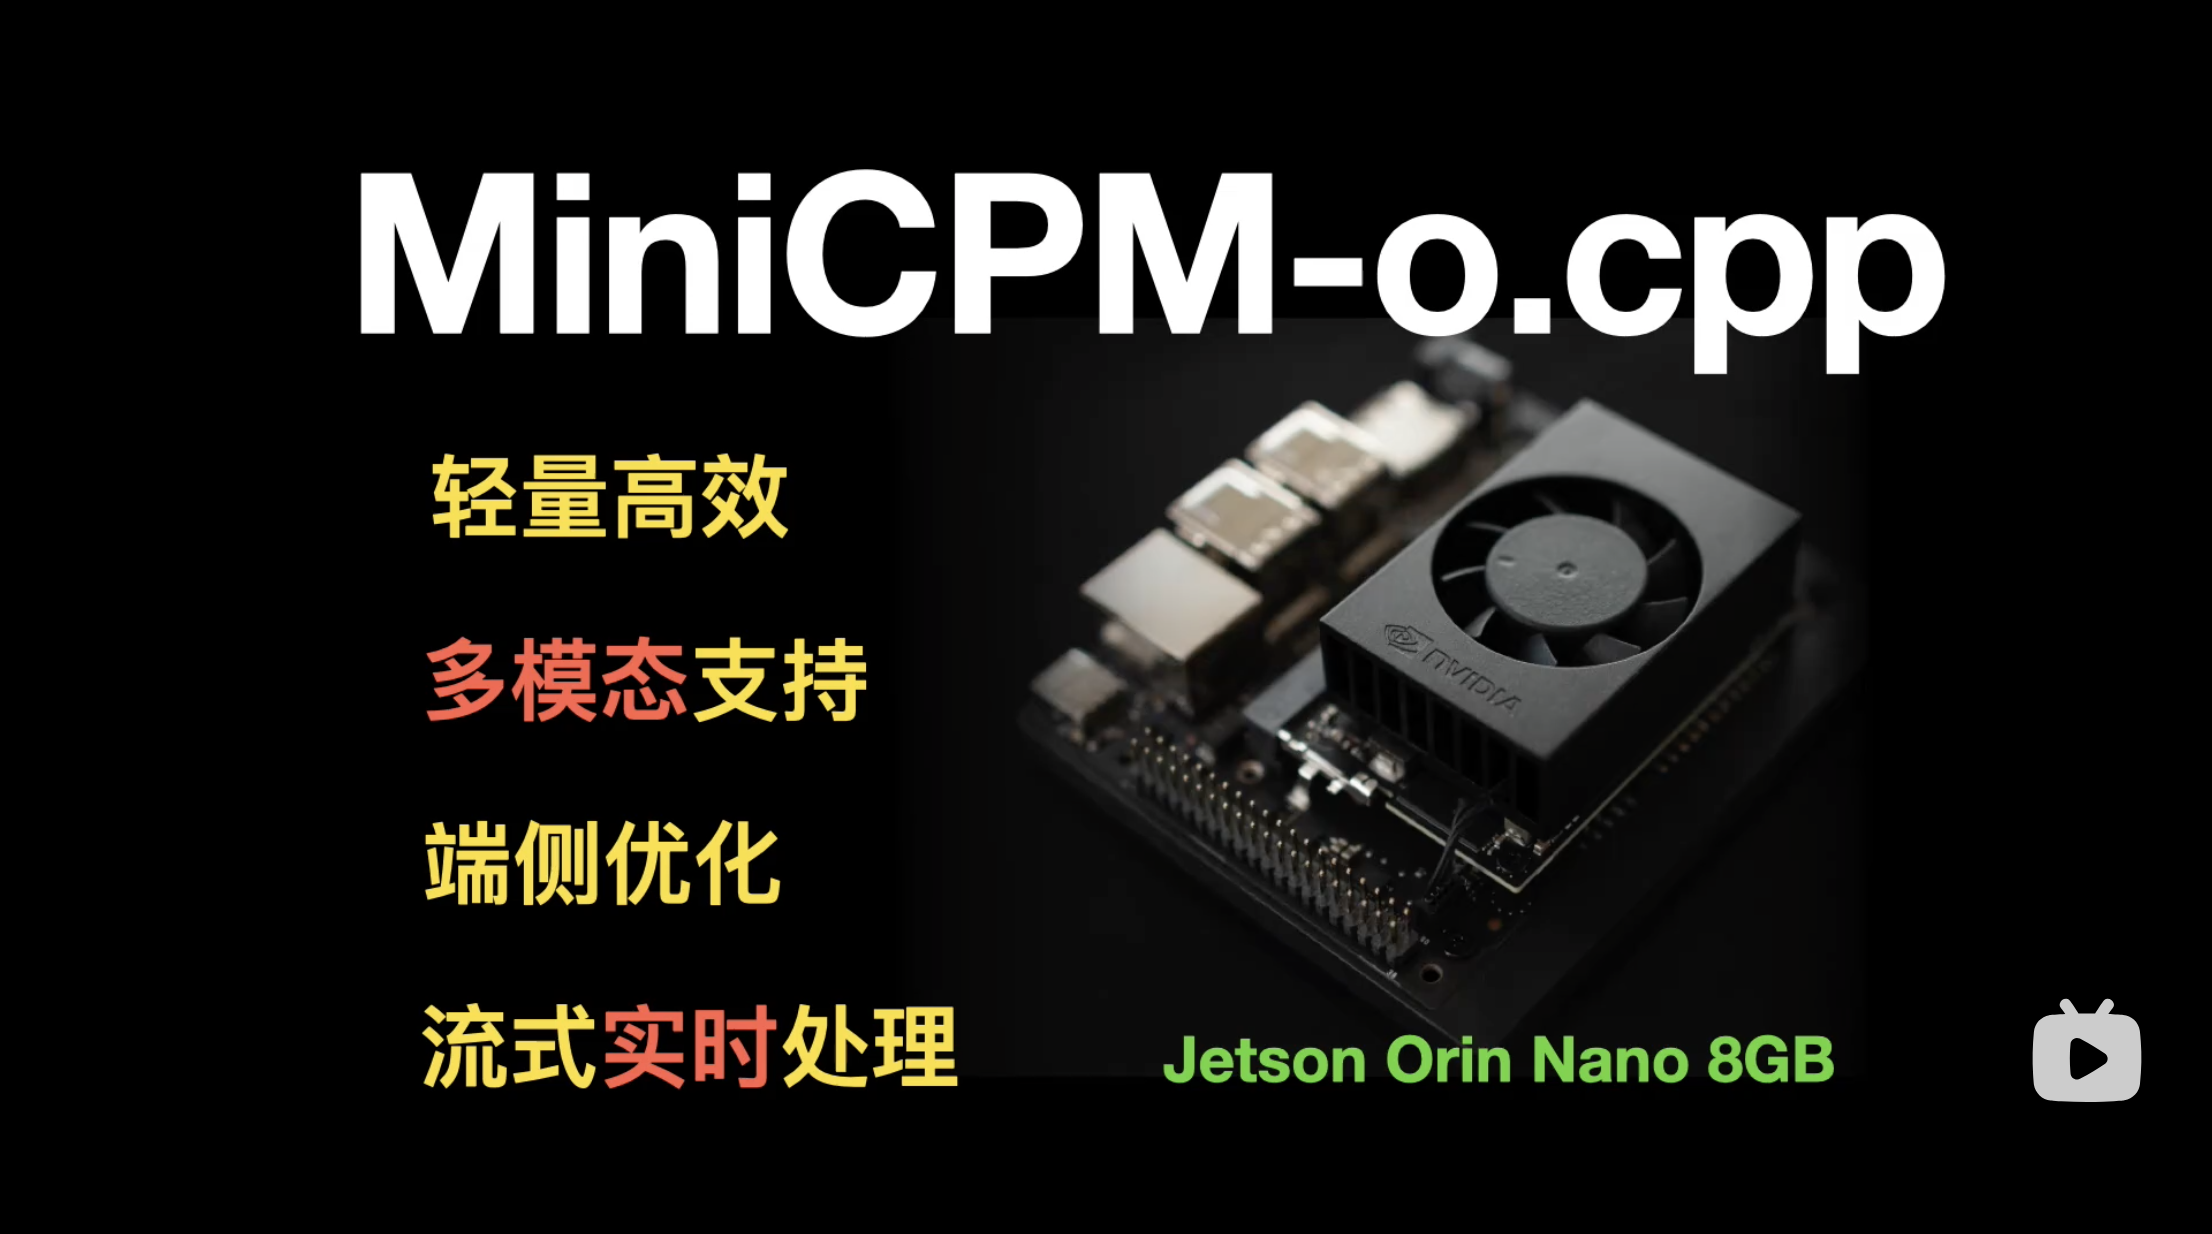 MiniCPM-o.cpp
轻量高效
多模态支持
端侧优化
流式实时处理
NVIDIA
Jetson Orin Nano 8GB